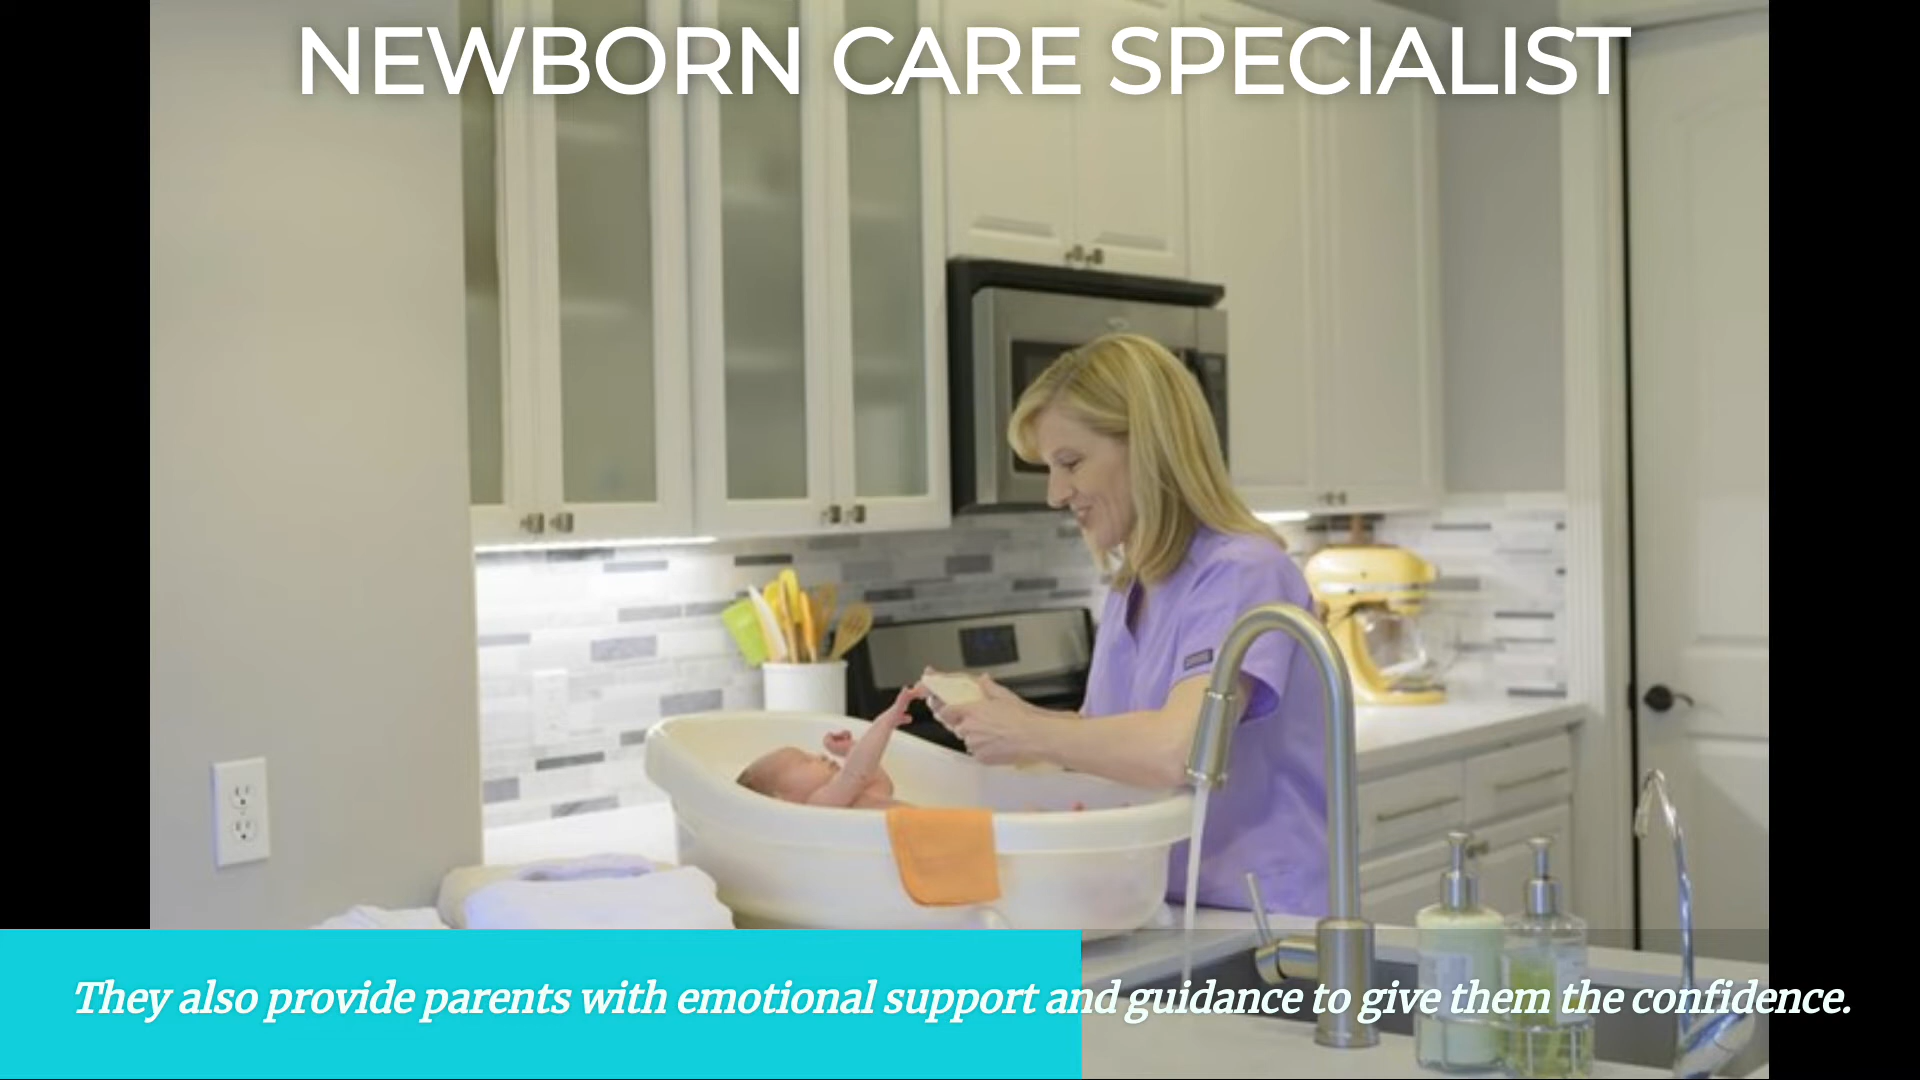 NEWBORN CARE SPECIALIST
They also provide parents with emotional support and guidance to give them the confidence.